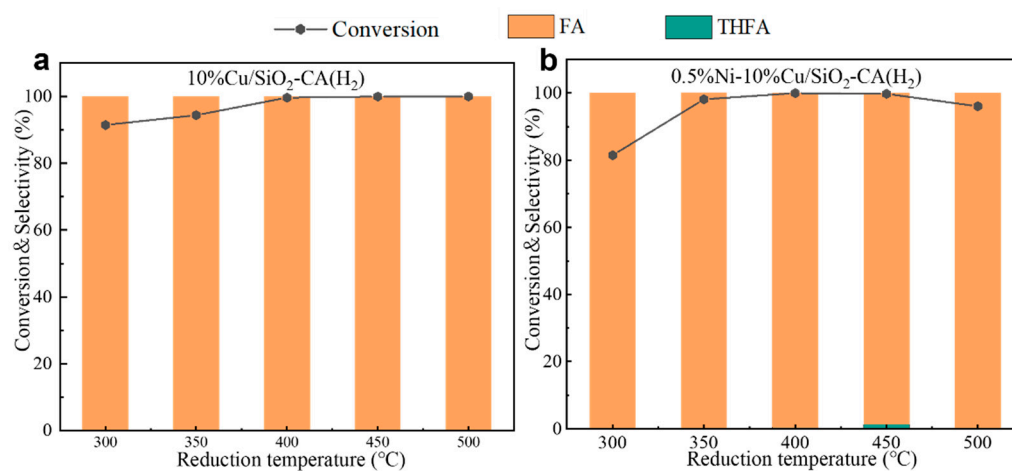 Conversion FA THFA
a
10%Cu/SiO₂-CA(H₂)
Conversion&Selectivity (%)
100
80
60
40
20
0
300 350 400 450 500
Reduction temperature (°C)
b
0.5%Ni-10%Cu/SiO₂-CA(H₂)
Conversion&Selectivity (%)
100
80
60
40
20
0
300 350 400 450 500
Reduction temperature (°C)